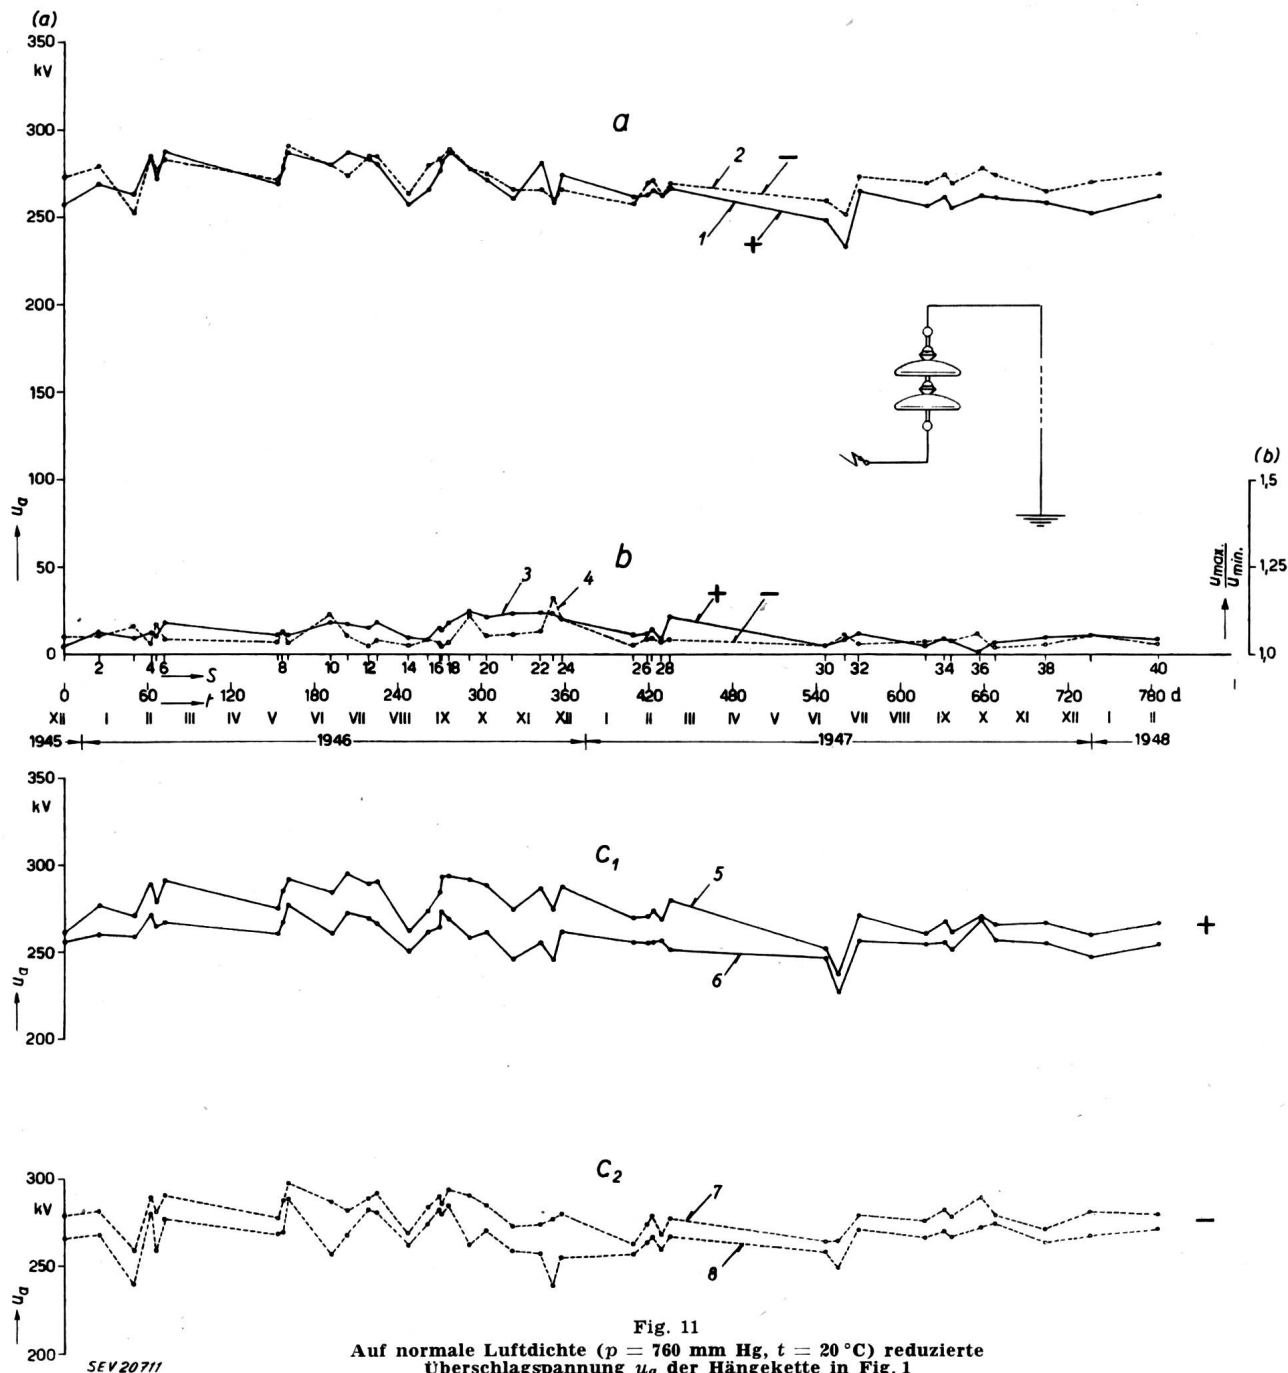 (a)
350
kV
300
250
200
150
100
50
0
u_a
a
2 −
1 +
(b)
1,5
1,25
1,0
u_max. / u_min.
b
3 4 + −
2 4 6 S 8 10 12 14 16 18 20 22 24 26 28 30 32 34 36 38 40
0 60 t 120 180 240 300 360 420 480 540 600 660 720 780 d
XII I II III IV V VI VII VIII IX X XI XII I II III IV V VI VII VIII IX X XI XII I II
1945 1946 1947 1948
350
kV
300
250
200
u_a
C₁
5
6
+
300
kV
250
200
u_a
C₂
7
8
−
Fig. 11
Auf normale Luftdichte (p = 760 mm Hg, t = 20 °C) reduzierte
Überschlagspannung u_a der Hängekette in Fig. 1
SEV 20711